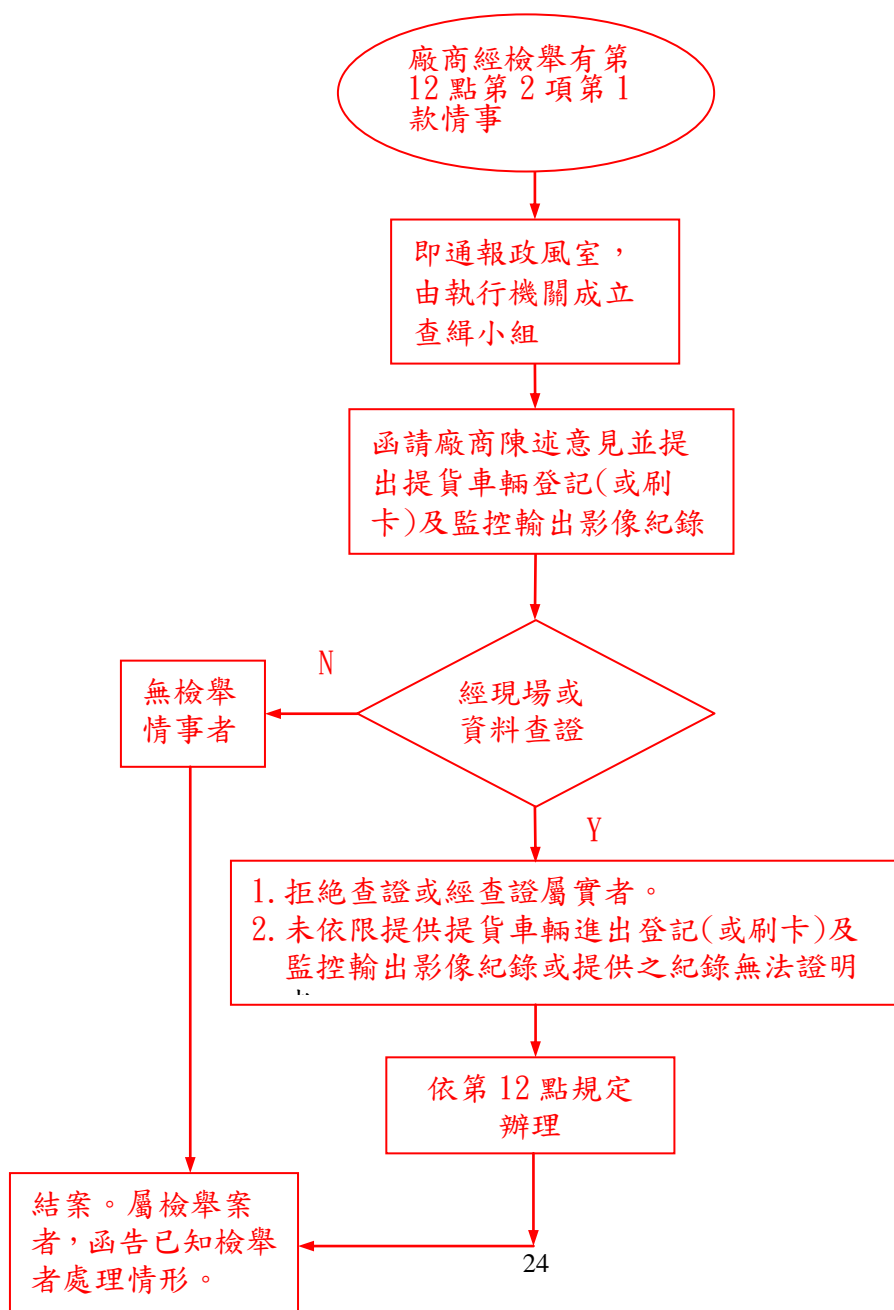 廠商經檢舉有第
12點第2項第1
款情事
即通報政風室，
由執行機關成立
查緝小組
函請廠商陳述意見並提
出提貨車輛登記(或刷
卡)及監控輸出影像紀錄
N
無檢舉
情事者
經現場或
資料查證
Y
1.拒絕查證或經查證屬實者。
2.未依限提供提貨車輛進出登記(或刷卡)及
監控輸出影像紀錄或提供之紀錄無法證明
依第12點規定
辦理
結案。屬檢舉案
者，函告已知檢舉
者處理情形。
24